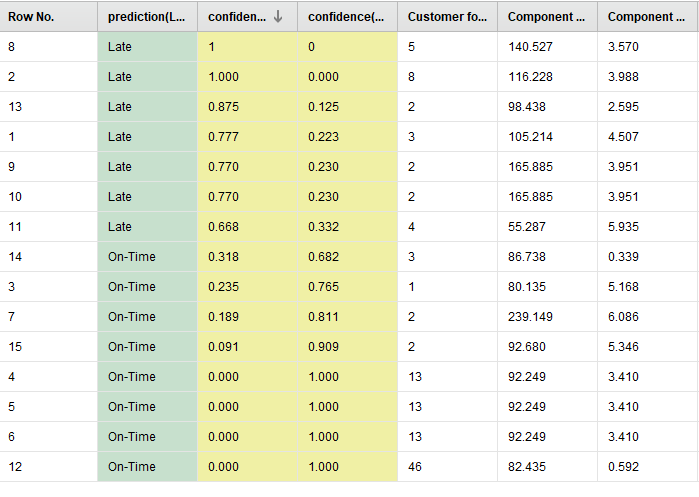 Row No. prediction(L... confiden... confidence(... Customer fo... Component ... Component ...
8 Late 1 0 5 140.527 3.570
2 Late 1.000 0.000 8 116.228 3.988
13 Late 0.875 0.125 2 98.438 2.595
1 Late 0.777 0.223 3 105.214 4.507
9 Late 0.770 0.230 2 165.885 3.951
10 Late 0.770 0.230 2 165.885 3.951
11 Late 0.668 0.332 4 55.287 5.935
14 On-Time 0.318 0.682 3 86.738 0.339
3 On-Time 0.235 0.765 1 80.135 5.168
7 On-Time 0.189 0.811 2 239.149 6.086
15 On-Time 0.091 0.909 2 92.680 5.346
4 On-Time 0.000 1.000 13 92.249 3.410
5 On-Time 0.000 1.000 13 92.249 3.410
6 On-Time 0.000 1.000 13 92.249 3.410
12 On-Time 0.000 1.000 46 82.435 0.592